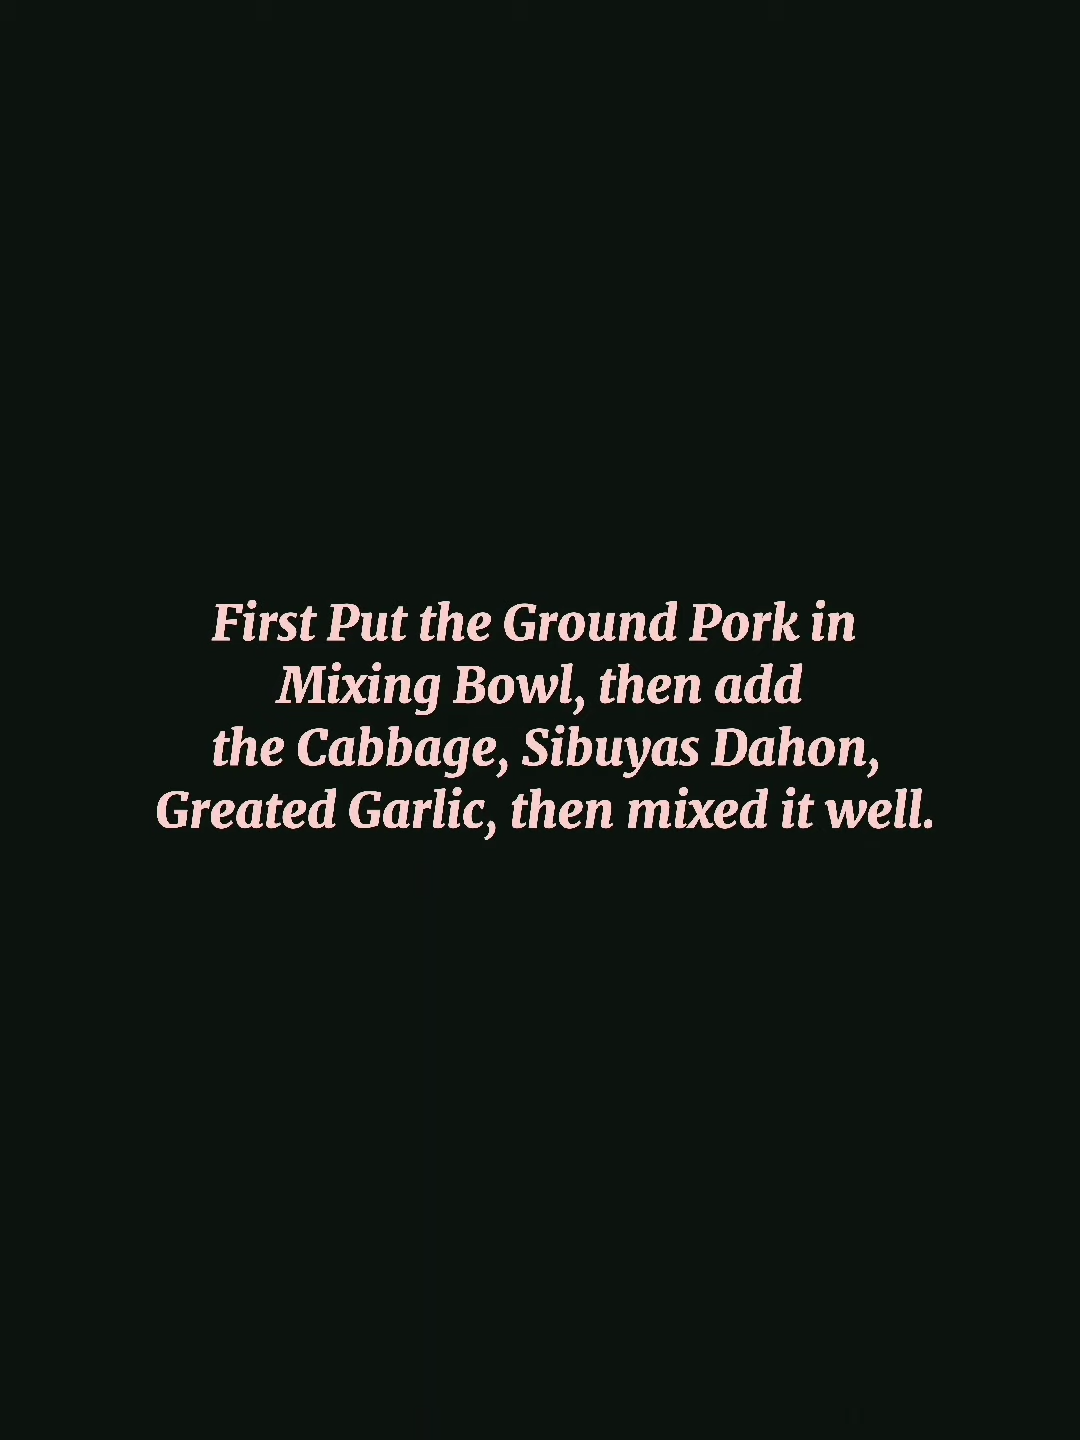 First Put the Ground Pork in
Mixing Bowl, then add
the Cabbage, Sibuyas Dahon,
Greated Garlic, then mixed it well.